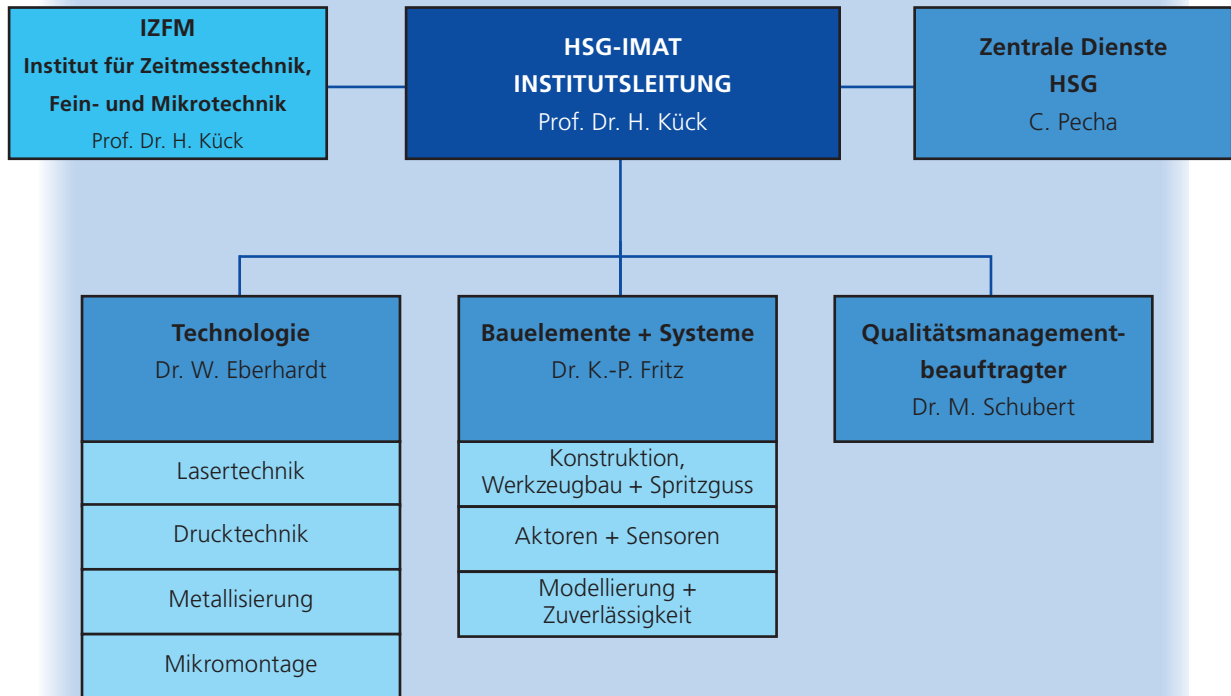 IZFM
Institut für Zeitmesstechnik,
Fein- und Mikrotechnik
Prof. Dr. H. Kück
HSG-IMAT
INSTITUTSLEITUNG
Prof. Dr. H. Kück
Zentrale Dienste
HSG
C. Pecha
Technologie
Dr. W. Eberhardt
Lasertechnik
Drucktechnik
Metallisierung
Mikromontage
Bauelemente + Systeme
Dr. K.-P. Fritz
Konstruktion,
Werkzeugbau + Spritzguss
Aktoren + Sensoren
Modellierung +
Zuverlässigkeit
Qualitätsmanagement-
beauftragter
Dr. M. Schubert